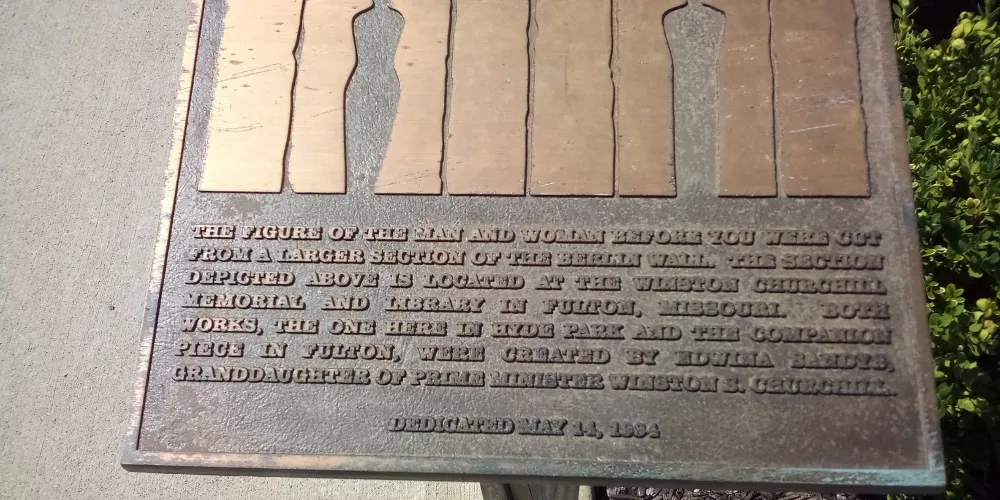 THE FIGURE OF THE MAN AND WOMAN BEFORE YOU WERE CUT
FROM A LARGER SECTION OF THE BERLIN WALL. THE SECTION
DEPICTED ABOVE IS LOCATED AT THE WINSTON CHURCHILL
MEMORIAL AND LIBRARY IN FULTON, MISSOURI. BOTH
WORKS, THE ONE HERE IN HYDE PARK AND THE COMPANION
PIECE IN FULTON, WERE CREATED BY EDWINA SANDYS,
GRANDDAUGHTER OF PRIME MINISTER WINSTON S. CHURCHILL.
DEDICATED MAY 14, 1994